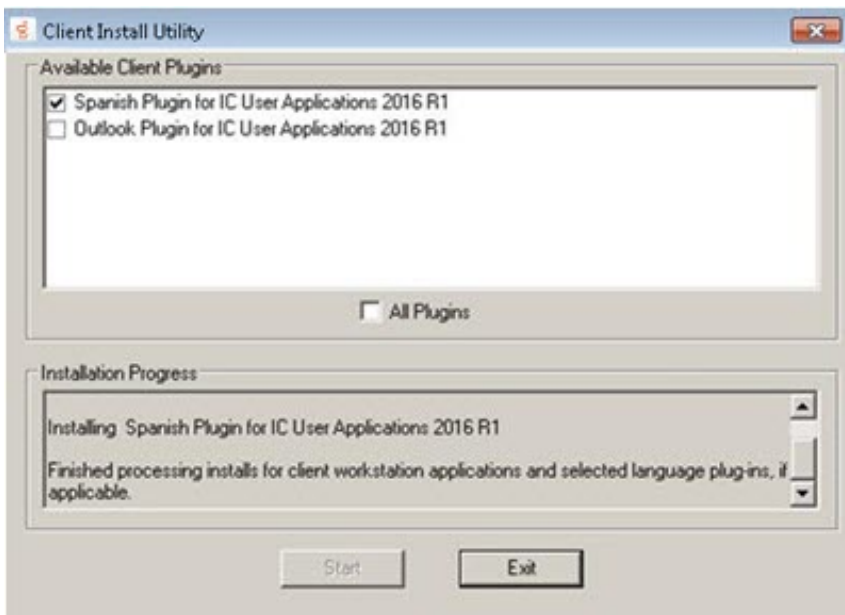 Client Install Utility
Available Client Plugins
Spanish Plugin for IC User Applications 2016 R1
Outlook Plugin for IC User Applications 2016 R1
All Plugins
Installation Progress
Installing Spanish Plugin for IC User Applications 2016 R1
Finished processing installs for client workstation applications and selected language plug-ins, if
applicable.
Start
Exit